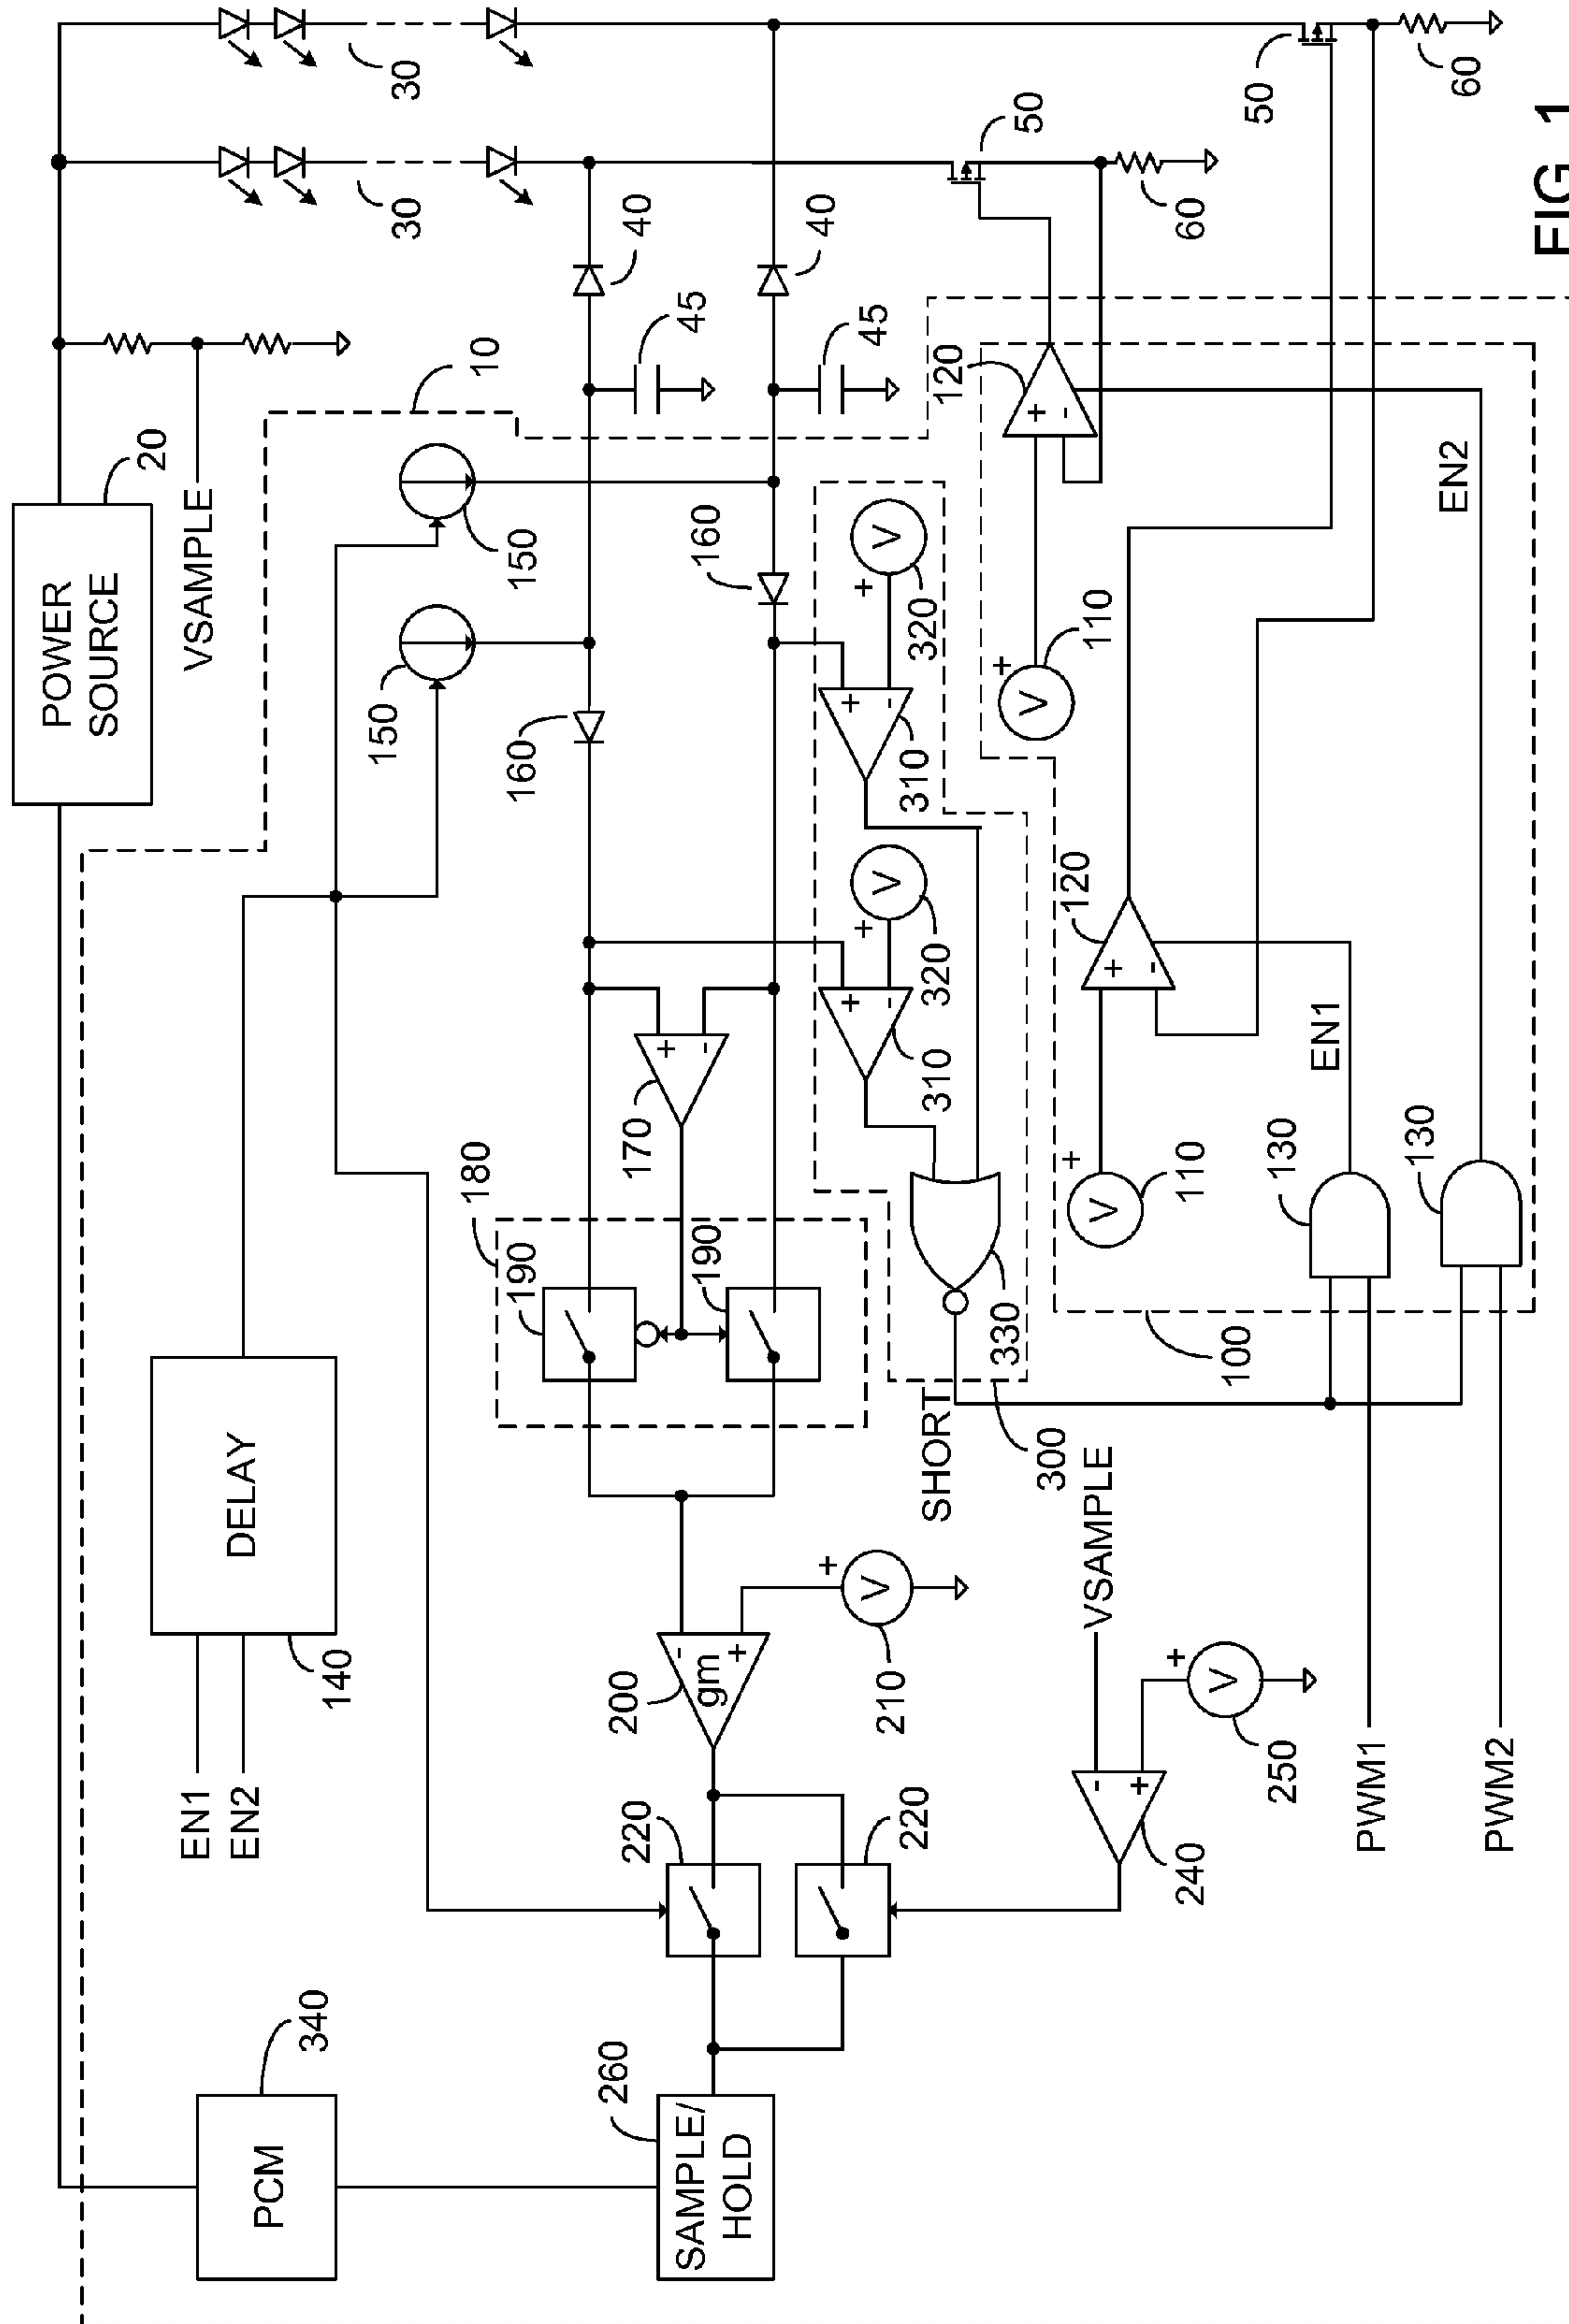 30
30
50
60
50
60
FIG 1
20
POWER
SOURCE
VSAMPLE
10
40
40
45
45
150
150
160
160
120
+
-
EN2
V
+
320
+
-
310
V
+
110
V
+
320
+
-
310
120
+
-
EN1
+
-
170
180
190
190
330
V
+
110
130
130
100
DELAY
140
EN1
EN2
SHORT
300
-
gm
+
200
+
V
210
VSAMPLE
-
+
240
+
V
250
PWM1
PWM2
220
220
PCM
340
SAMPLE/
HOLD
260